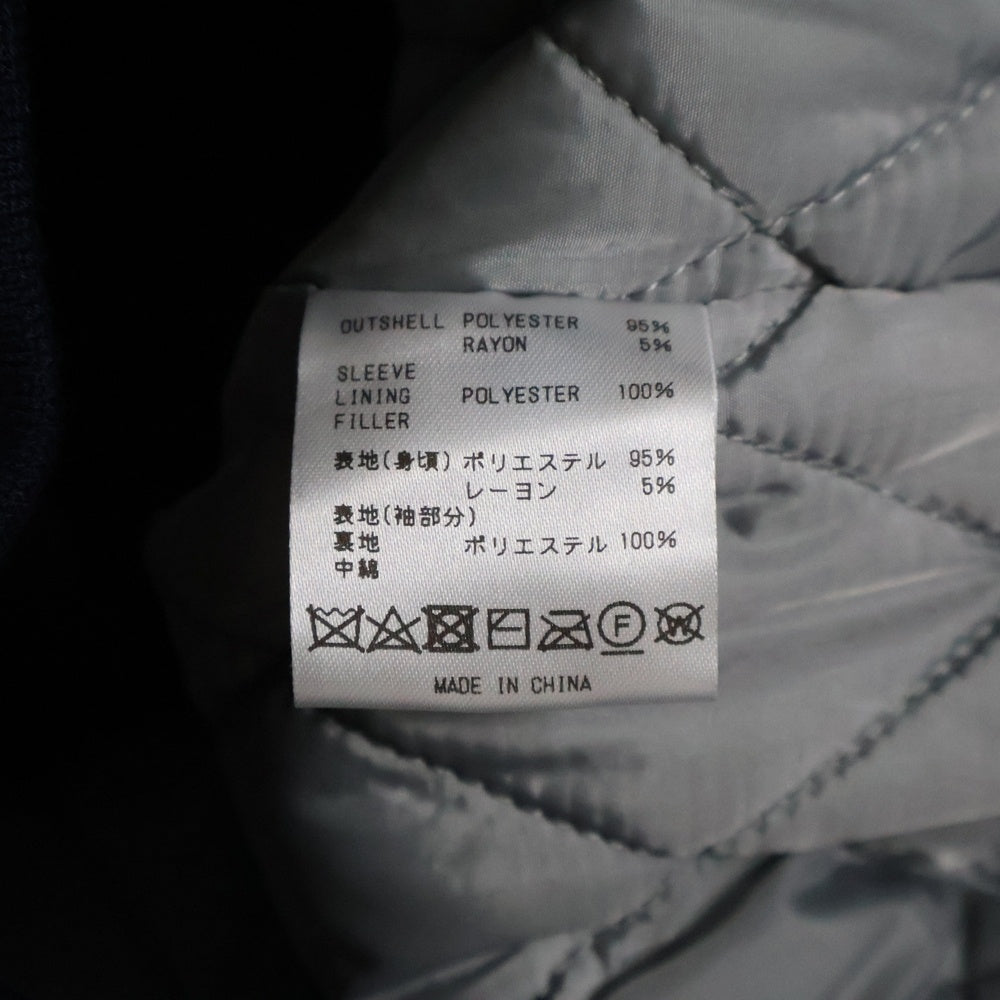 OUTSHELL POLYESTER 95%
RAYON 5%
SLEEVE
LINING POLYESTER 100%
FILLER
表地(身頃) ポリエステル 95%
レーヨン 5%
表地(袖部分)
裏地 ポリエステル 100%
中綿
F W
MADE IN CHINA